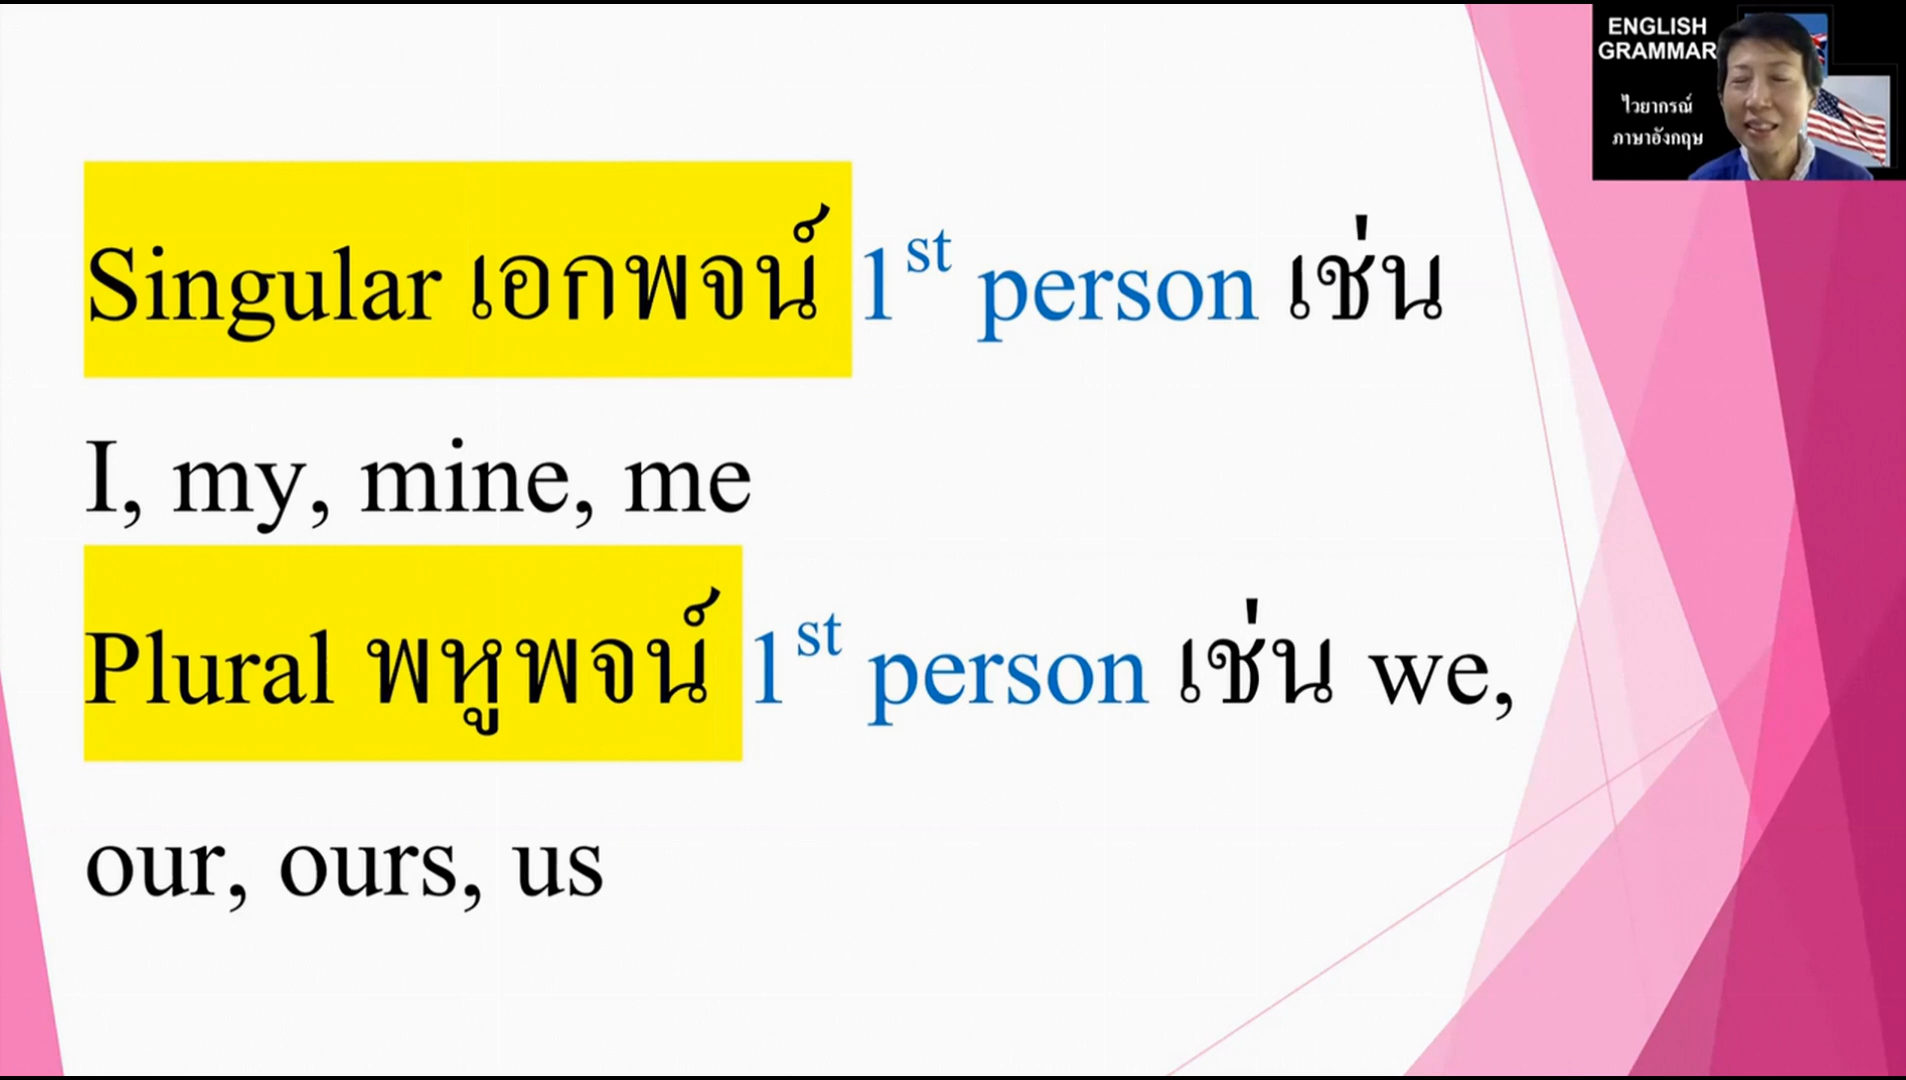 ENGLISH
GRAMMAR
ไวยากรณ์
ภาษาอังกฤษ
Singular เอกพจน์ 1st person เช่น
I, my, mine, me
Plural พหูพจน์ 1st person เช่น we,
our, ours, us